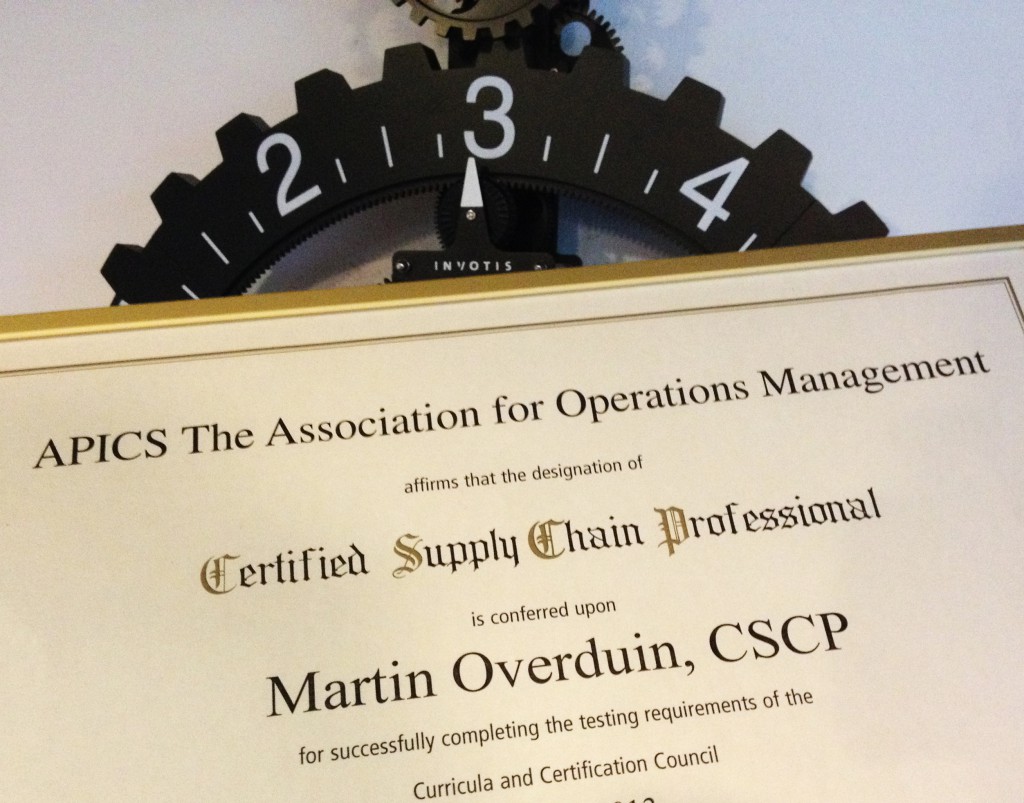 3
2
4
INVOTIS
APICS The Association for Operations Management
affirms that the designation of
Certified Supply Chain Professional
is conferred upon
Martin Overduin, CSCP
for successfully completing the testing requirements of the
Curricula and Certification Council